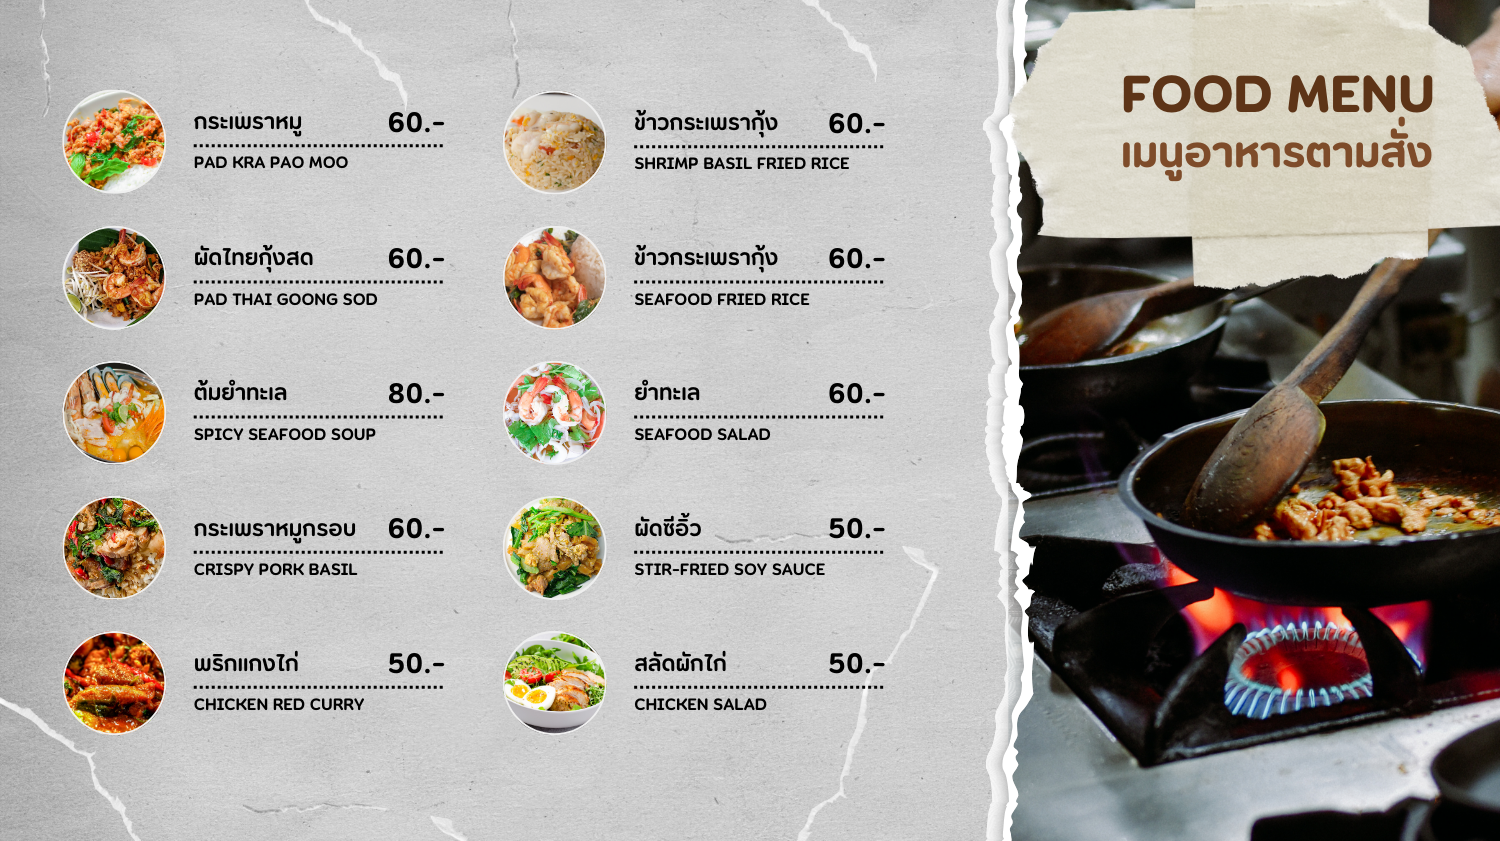 กระเพราหมู 60.-
PAD KRA PAO MOO
ผัดไทยกุ้งสด 60.-
PAD THAI GOONG SOD
ต้มยำทะเล 80.-
SPICY SEAFOOD SOUP
กระเพราหมูกรอบ 60.-
CRISPY PORK BASIL
พริกแกงไก่ 50.-
CHICKEN RED CURRY
ข้าวกระเพรากุ้ง 60.-
SHRIMP BASIL FRIED RICE
ข้าวกระเพรากุ้ง 60.-
SEAFOOD FRIED RICE
ยำทะเล 60.-
SEAFOOD SALAD
ผัดซีอิ้ว 50.-
STIR-FRIED SOY SAUCE
สลัดผักไก่ 50.-
CHICKEN SALAD
FOOD MENU
เมนูอาหารตามสั่ง